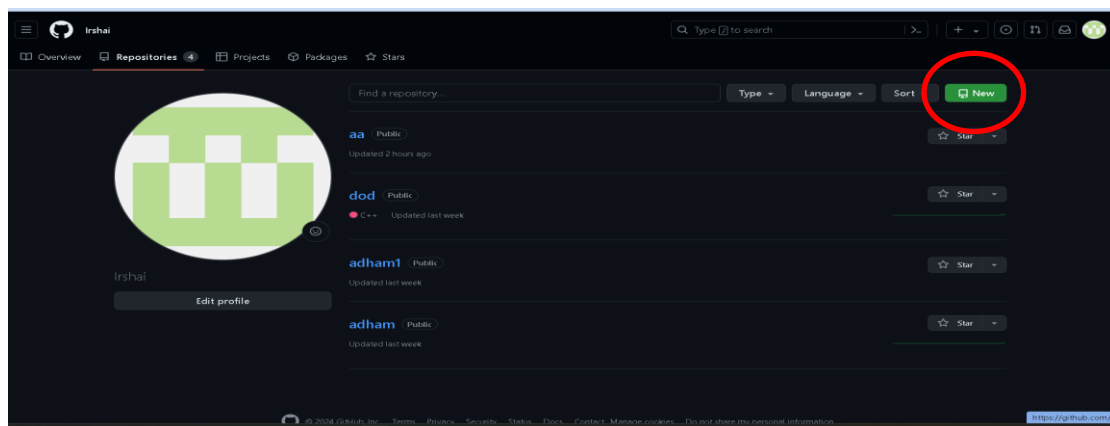 Irshai
Type / to search
Overview Repositories 4 Projects Packages Stars
Find a repository... Type Language Sort New
aa Public
Star
Updated 2 hours ago
dod Public
Star
C++ Updated last week
adham1 Public
Star
Updated last week
Irshai
Edit profile
adham Public
Star
Updated last week
© 2024 GitHub, Inc. Terms Privacy Security Status Docs Contact Manage cookies Do not share my personal information
https://github.com/